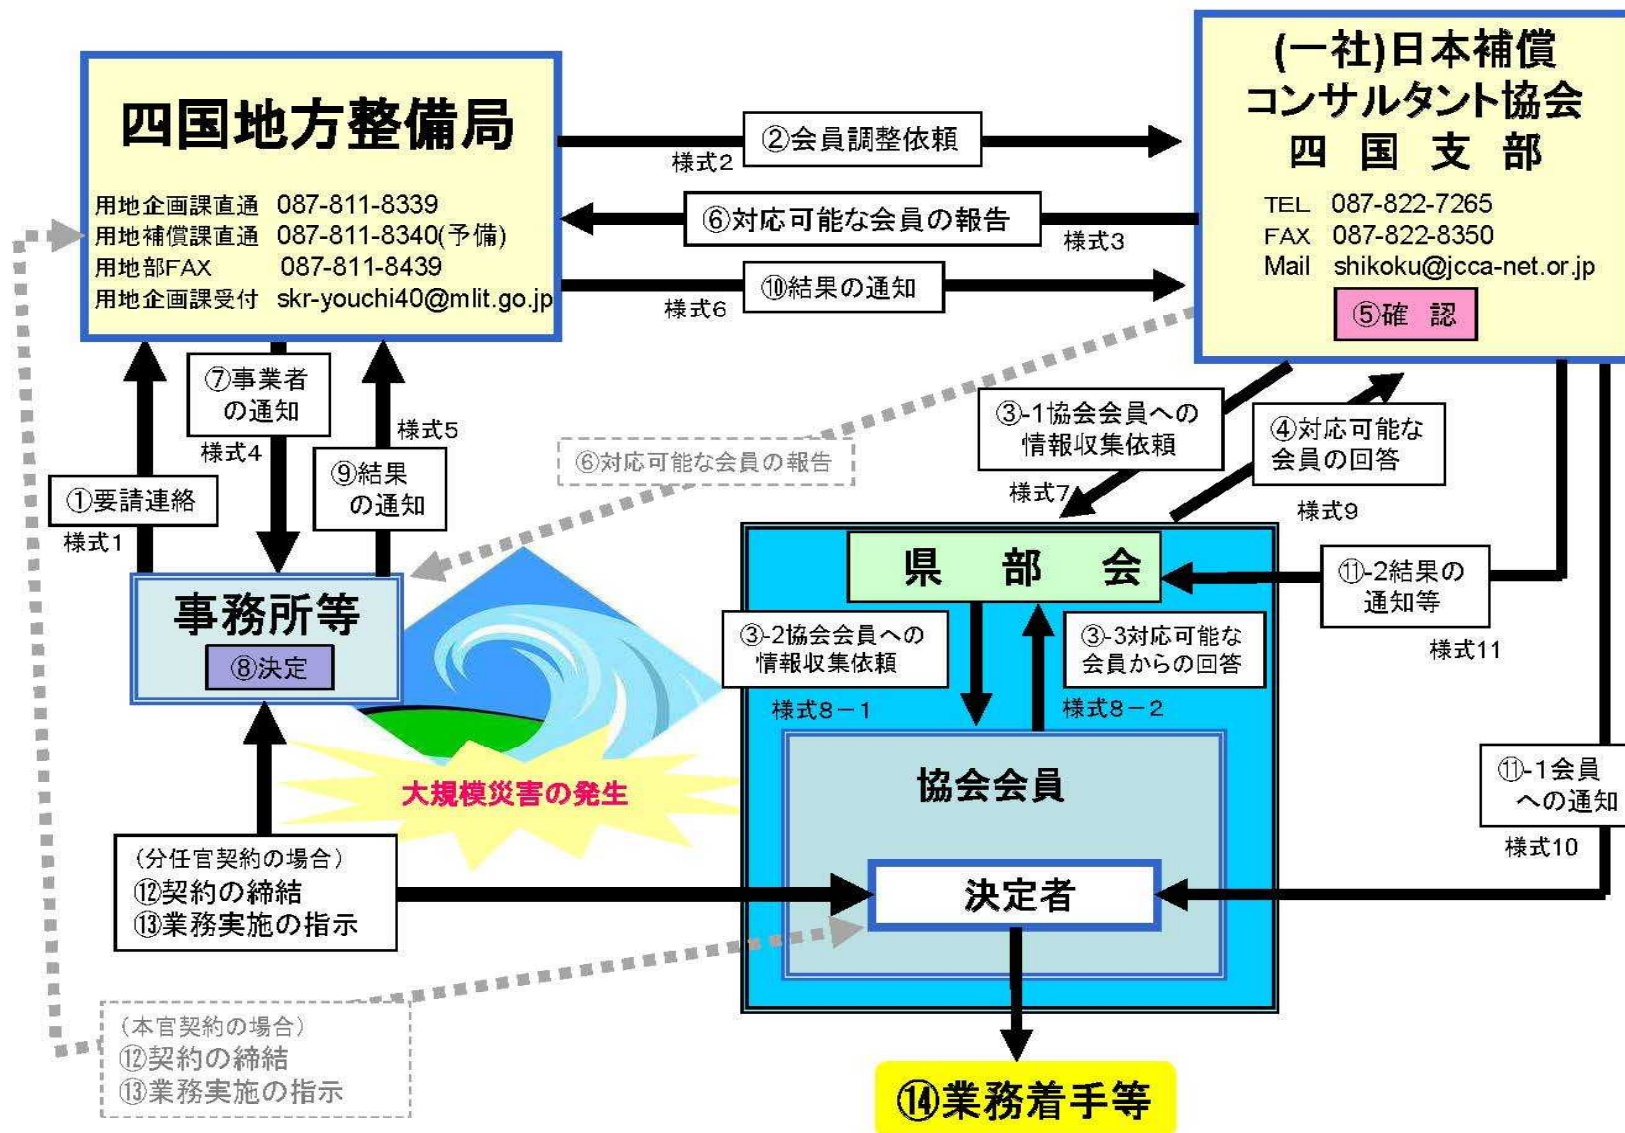 四国地方整備局
用地企画課直通 087-811-8339
用地補償課直通 087-811-8340(予備)
用地部FAX 087-811-8439
用地企画課受付 skr-youchi40@mlit.go.jp
(一社)日本補償
コンサルタント協会
四国支部
TEL 087-822-7265
FAX 087-822-8350
Mail shikoku@jcca-net.or.jp
⑤確 認
②会員調整依頼
様式2
⑥対応可能な会員の報告
様式3
⑩結果の通知
様式6
⑦事業者
の通知
様式4
様式5
⑨結果
の通知
①要請連絡
様式1
⑥対応可能な会員の報告
③-1協会会員への
情報収集依頼
様式7
④対応可能な
会員の回答
様式9
事務所等
⑧決定
県部会
⑪-2結果の
通知等
様式11
③-2協会会員への
情報収集依頼
様式8-1
③-3対応可能な
会員からの回答
様式8-2
大規模災害の発生
協会会員
⑪-1会員
への通知
様式10
(分任官契約の場合)
⑫契約の締結
⑬業務実施の指示
決定者
(本官契約の場合)
⑫契約の締結
⑬業務実施の指示
⑭業務着手等